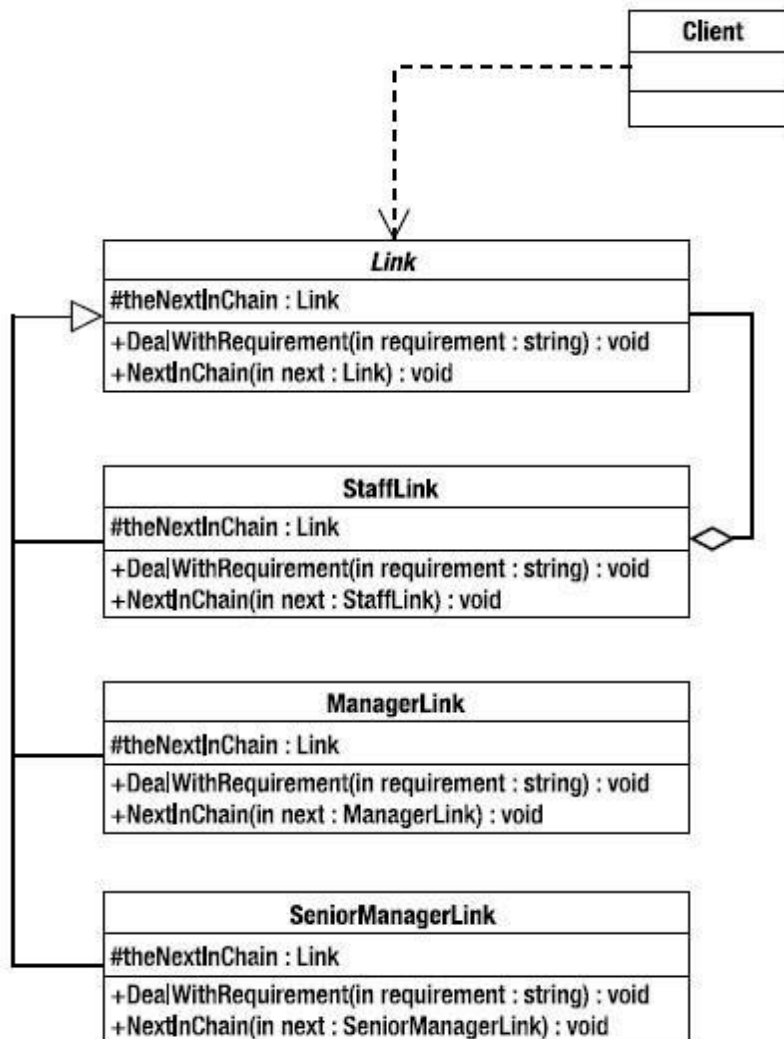 Client
Link
#theNextInChain : Link
+DealWithRequirement(in requirement : string) : void
+NextInChain(in next : Link) : void
StaffLink
#theNextInChain : Link
+DealWithRequirement(in requirement : string) : void
+NextInChain(in next : StaffLink) : void
ManagerLink
#theNextInChain : Link
+DealWithRequirement(in requirement : string) : void
+NextInChain(in next : ManagerLink) : void
SeniorManagerLink
#theNextInChain : Link
+DealWithRequirement(in requirement : string) : void
+NextInChain(in next : SeniorManagerLink) : void